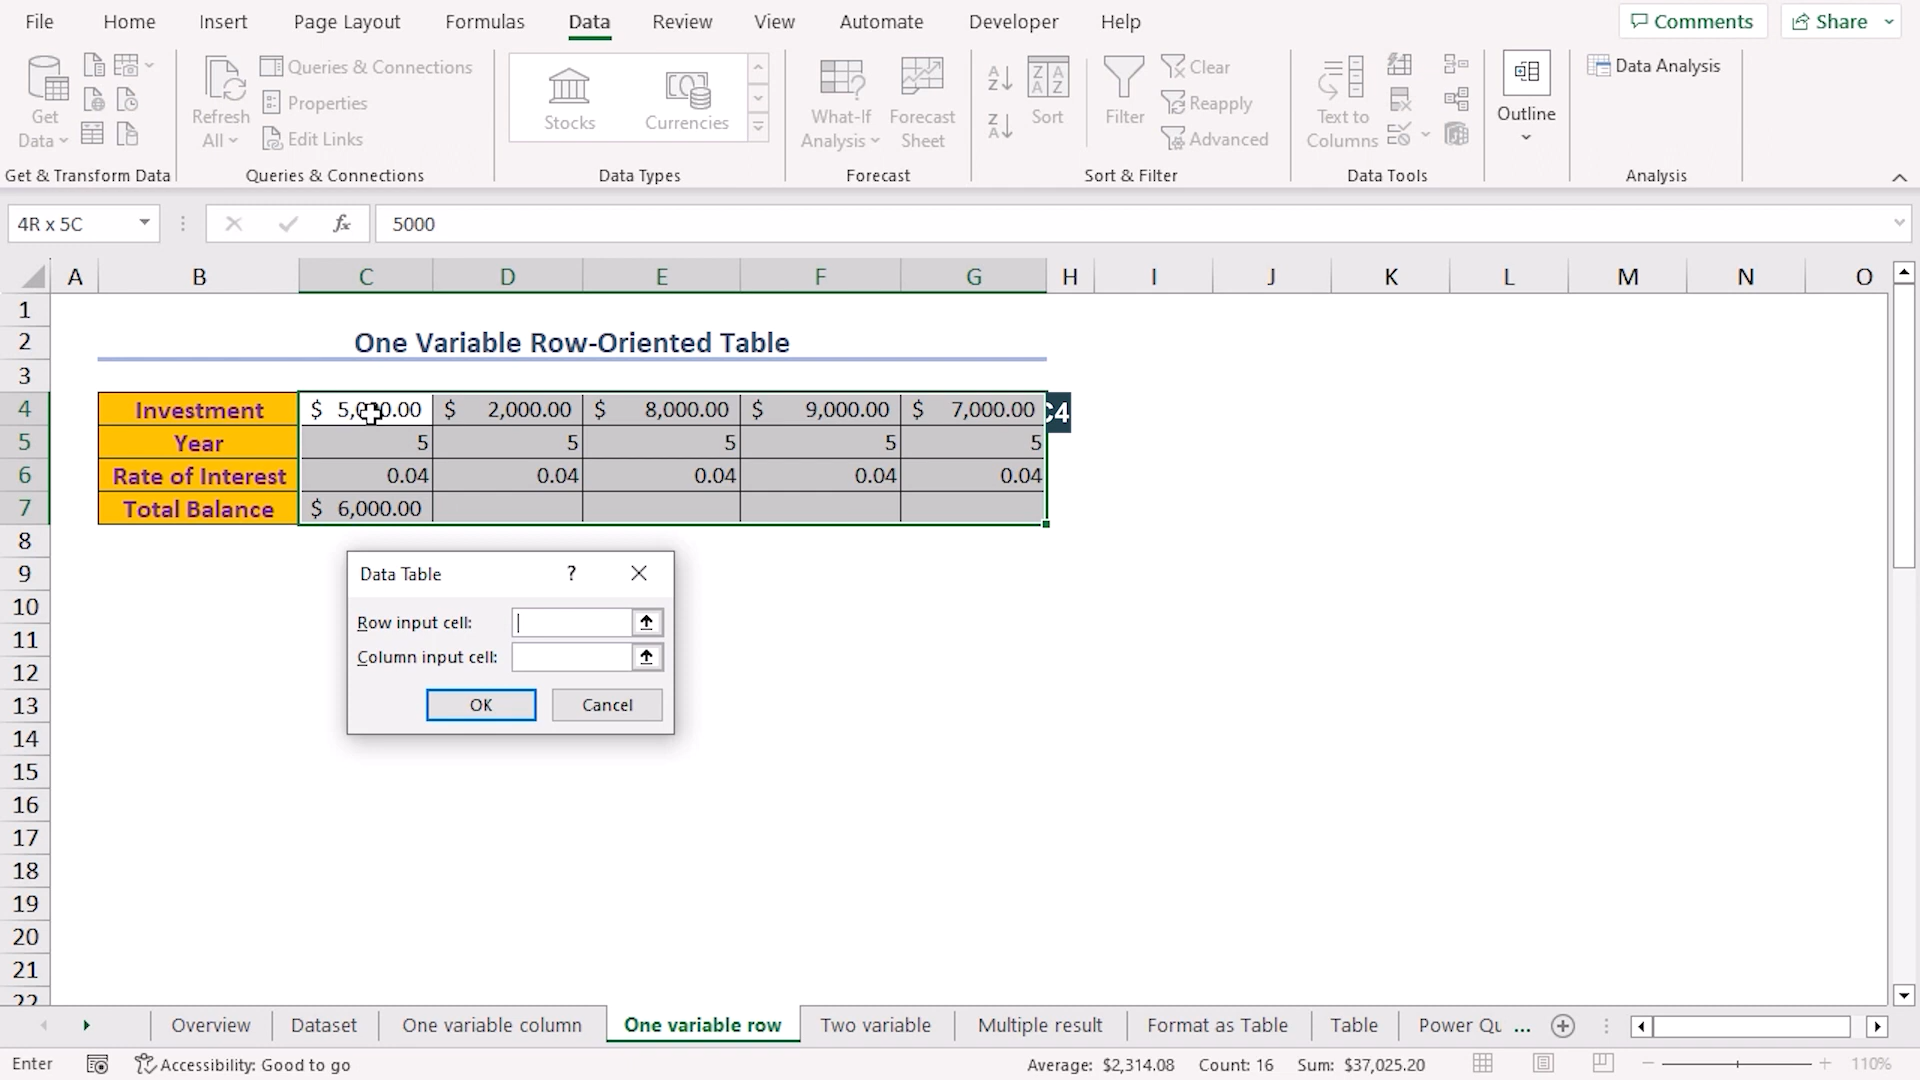 File Home Insert Page Layout Formulas Data Review View Automate Developer Help Comments Share
Queries & Connections Clear Data Analysis
Properties Reapply
Get Data Refresh All Stocks Currencies What-If Analysis Forecast Sheet Sort Filter Text to Columns Outline
Edit Links Advanced
Get & Transform Data Queries & Connections Data Types Forecast Sort & Filter Data Tools Analysis
4R x 5C fx 5000
A B C D E F G H I J K L M N O
1
2 One Variable Row-Oriented Table
3
4 Investment $ $ 2,000.00 $ 8,000.00 $ 9,000.00 $ 7,000.00 C4
5 Year 5 5 5 5 5
6 Rate of Interest 0.04 0.04 0.04 0.04 0.04
7 Total Balance $ 6,000.00
8
9
Data Table ?
10
Row input cell:
11
Column input cell:
12
13 OK Cancel
14
15
16
17
18
19
20
21
22
Overview Dataset One variable column One variable row Two variable Multiple result Format as Table Table Power Qu ...
Enter Accessibility: Good to go Average: $2,314.08 Count: 16 Sum: $37,025.20 110%